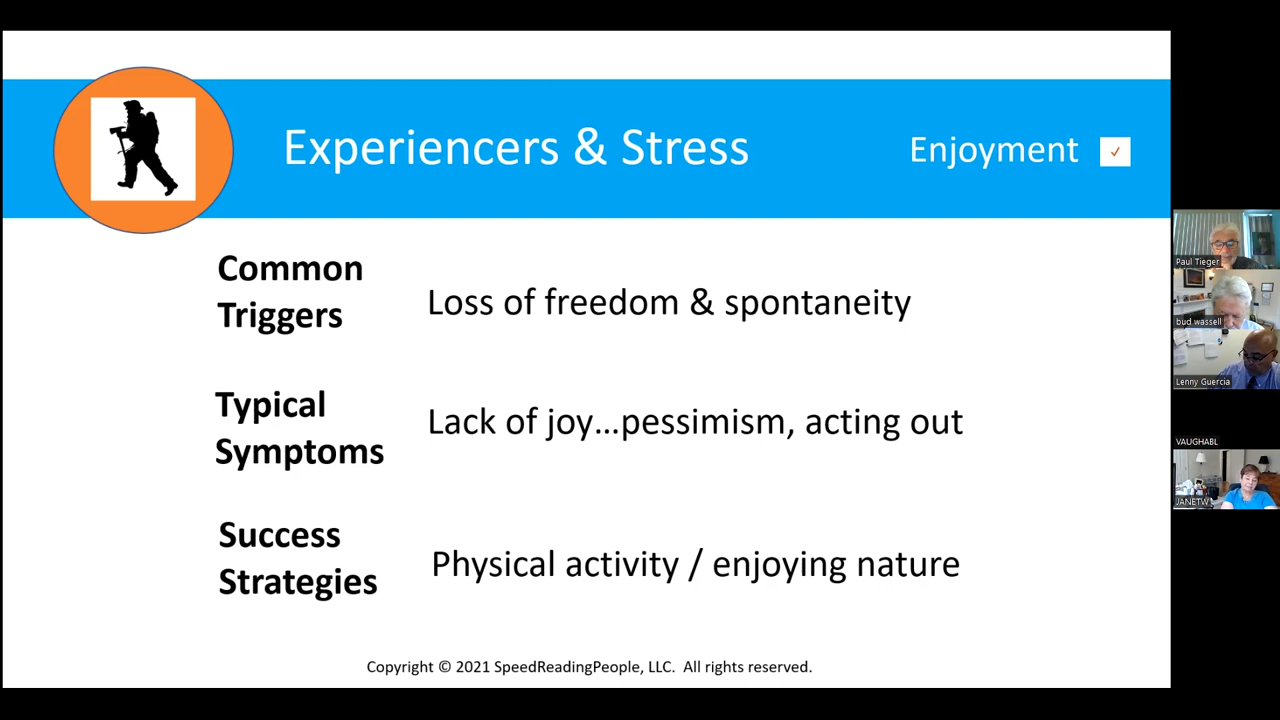 Experiencers & Stress
Enjoyment
Common
Triggers
Loss of freedom & spontaneity
Typical
Symptoms
Lack of joy...pessimism, acting out
Success
Strategies
Physical activity / enjoying nature
Copyright © 2021 SpeedReadingPeople, LLC. All rights reserved.
Paul Tieger
bud wassell
Lenny Guercia
VAUGHABL
JANETW